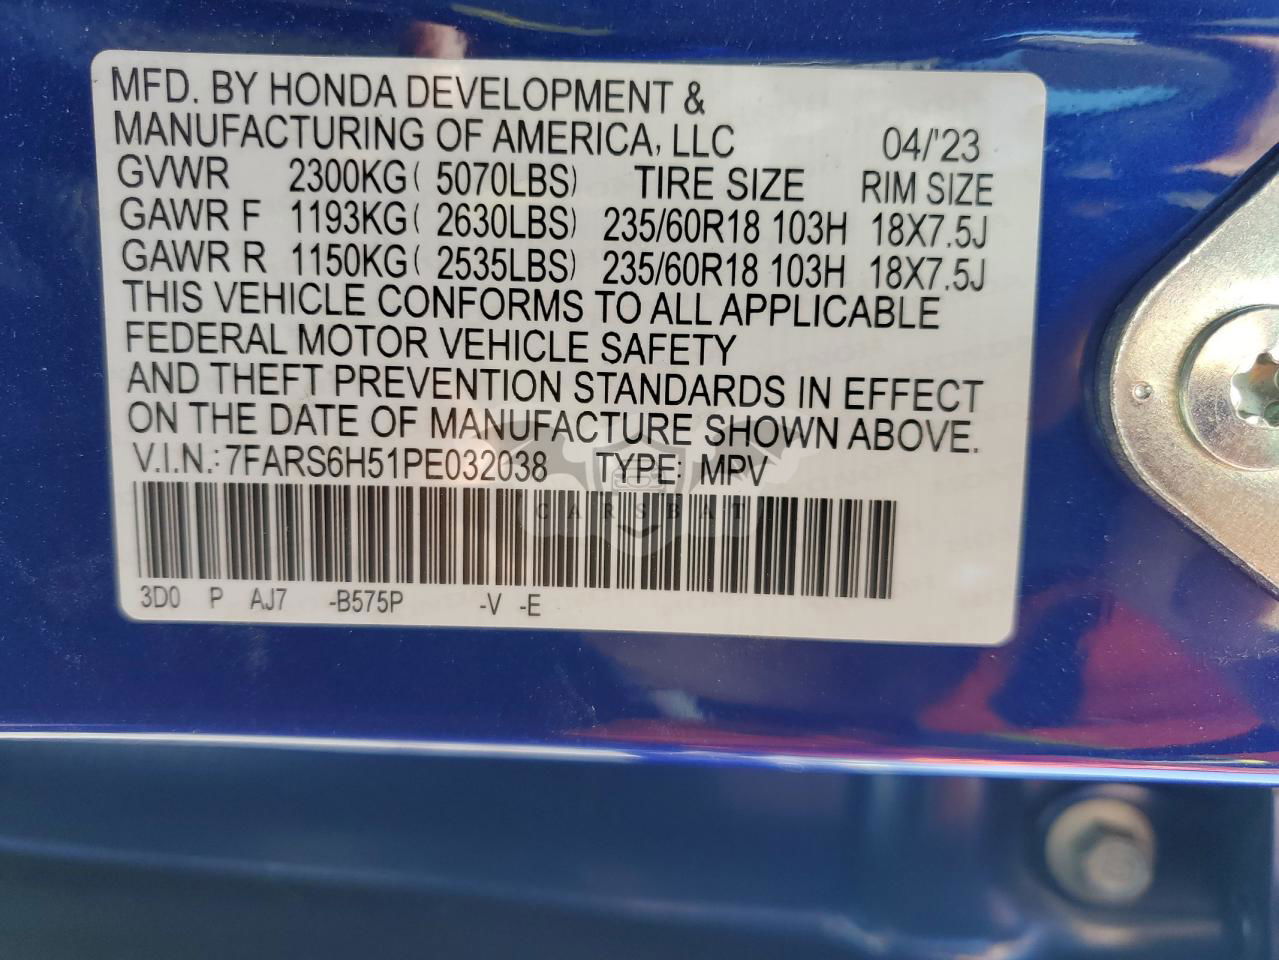 MFD. BY HONDA DEVELOPMENT &
MANUFACTURING OF AMERICA, LLC 04/'23
GVWR 2300KG( 5070LBS) TIRE SIZE RIM SIZE
GAWR F 1193KG( 2630LBS) 235/60R18 103H 18X7.5J
GAWR R 1150KG( 2535LBS) 235/60R18 103H 18X7.5J
THIS VEHICLE CONFORMS TO ALL APPLICABLE
FEDERAL MOTOR VEHICLE SAFETY
AND THEFT PREVENTION STANDARDS IN EFFECT
ON THE DATE OF MANUFACTURE SHOWN ABOVE.
V.I.N.: 7FARS6H51PE032038 TYPE: MPV
CARSBAT
3D0 P AJ7 -B575P -V -E